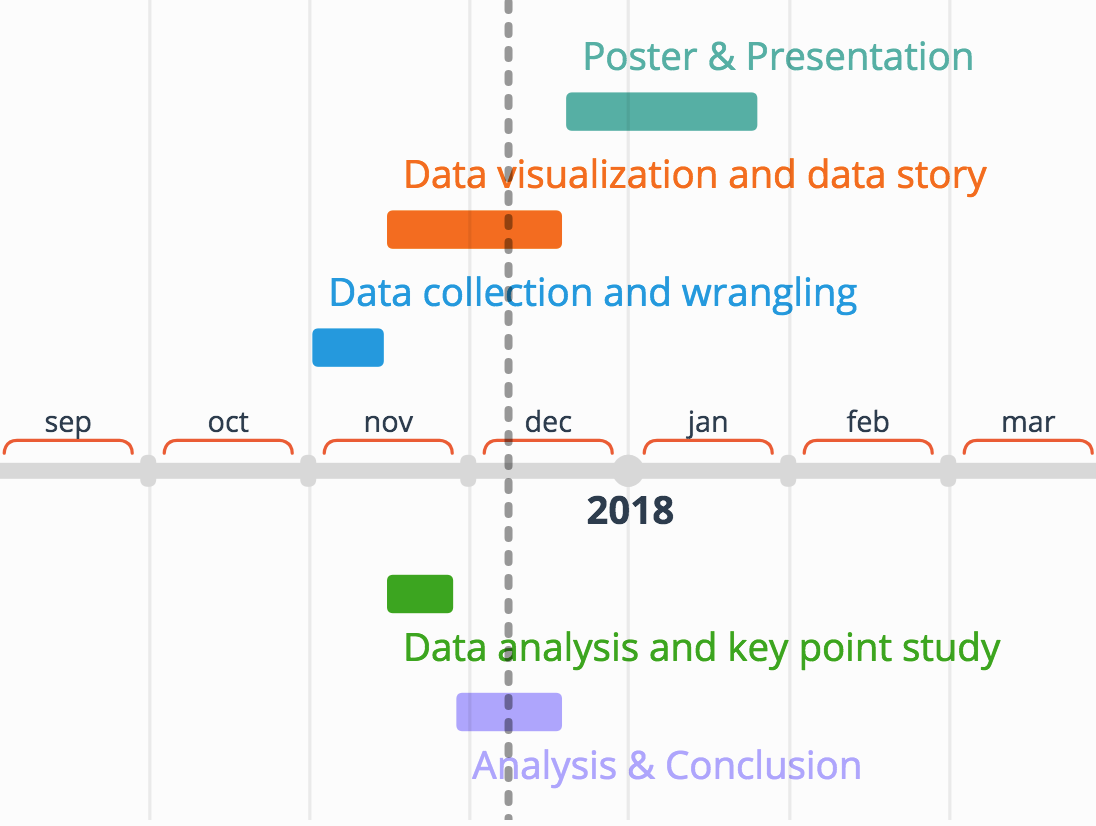 Poster & Presentation
Data visualization and data story
Data collection and wrangling
sep oct nov dec jan feb mar
2018
Data analysis and key point study
Analysis & Conclusion